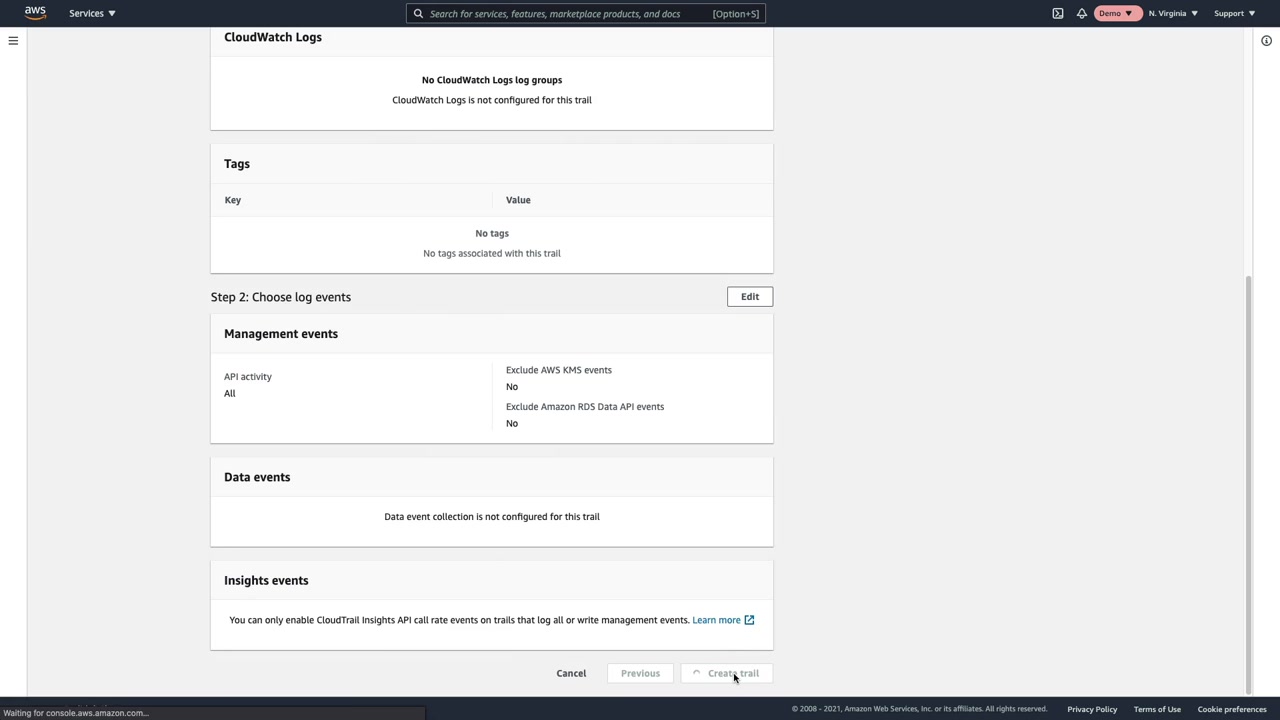 aws
Services
Search for services, features, marketplace products, and docs
[Option+S]
Demo
N. Virginia
Support
CloudWatch Logs
No CloudWatch Logs log groups
CloudWatch Logs is not configured for this trail
Tags
Key
Value
No tags
No tags associated with this trail
Step 2: Choose log events
Edit
Management events
API activity
All
Exclude AWS KMS events
No
Exclude Amazon RDS Data API events
No
Data events
Data event collection is not configured for this trail
Insights events
You can only enable CloudTrail Insights API call rate events on trails that log all or write management events. Learn more
Cancel
Previous
Create trail
Waiting for console.aws.amazon.com...
© 2008 - 2021, Amazon Web Services, Inc. or its affiliates. All rights reserved.
Privacy Policy
Terms of Use
Cookie preferences